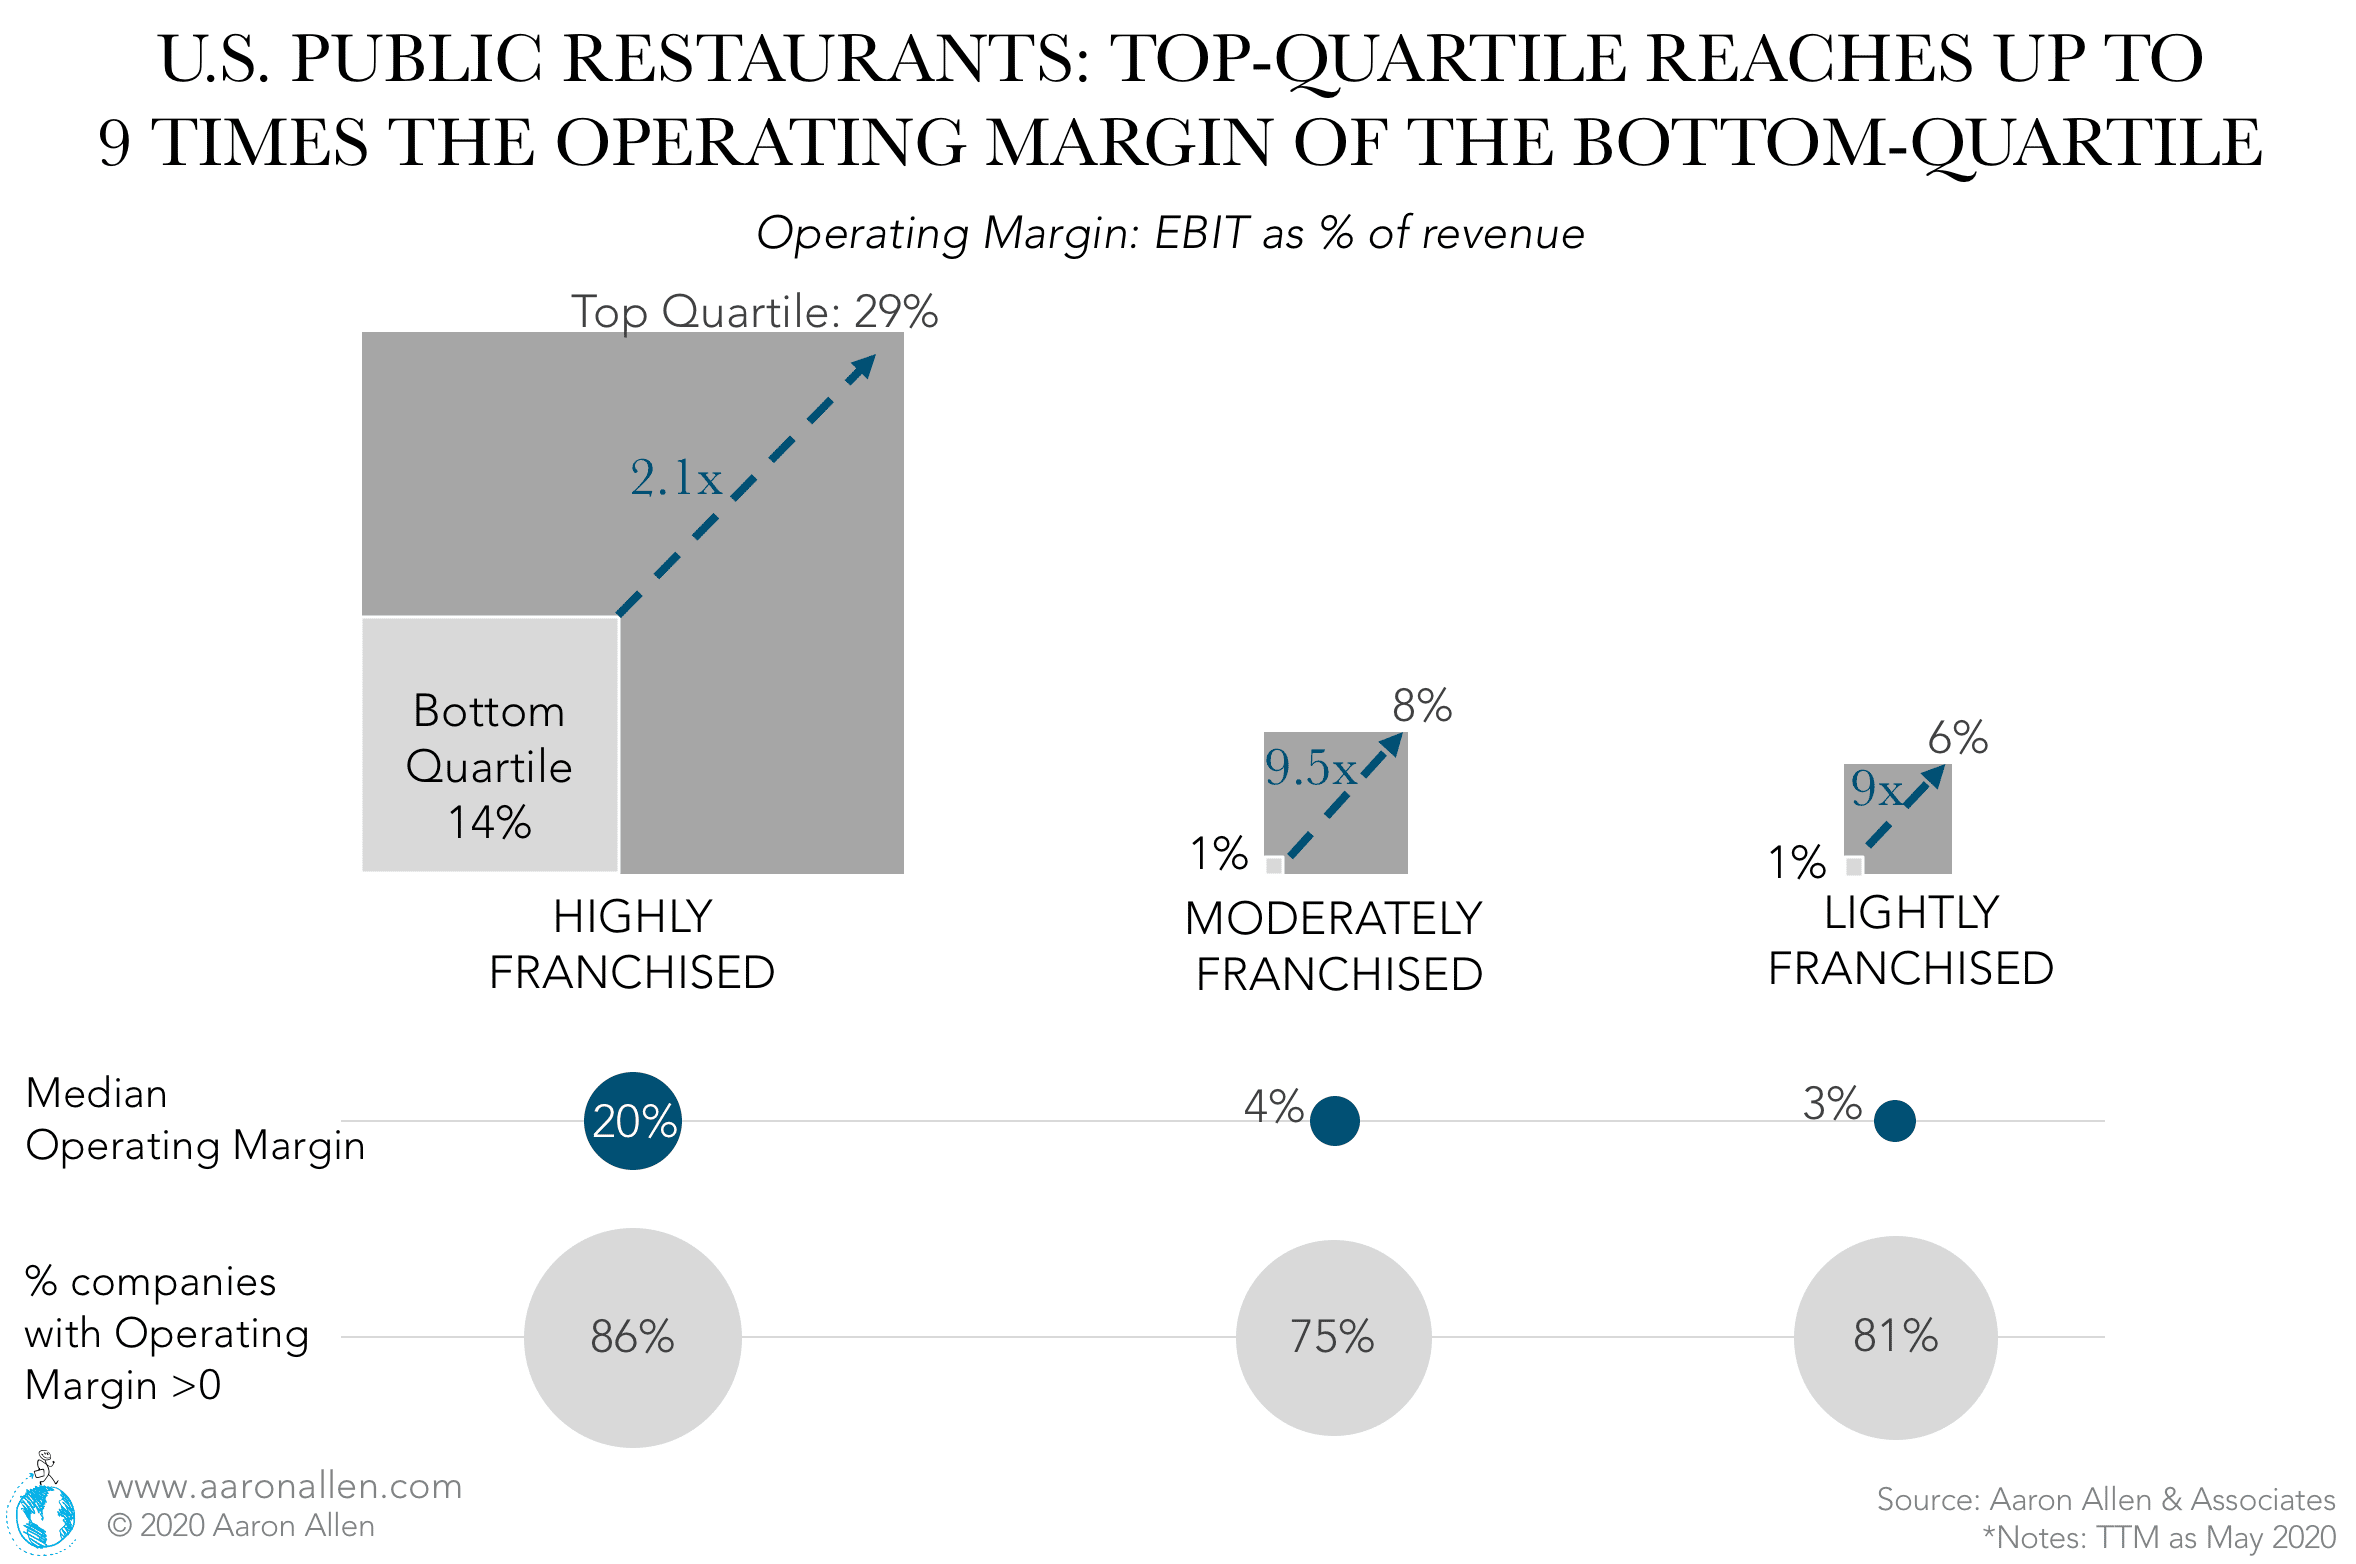 U.S. PUBLIC RESTAURANTS: TOP-QUARTILE REACHES UP TO
9 TIMES THE OPERATING MARGIN OF THE BOTTOM-QUARTILE
Operating Margin: EBIT as % of revenue
Top Quartile: 29%
2.1x
Bottom
Quartile
14%
HIGHLY
FRANCHISED
8%
9.5x
1%
MODERATELY
FRANCHISED
6%
9x
1%
LIGHTLY
FRANCHISED
Median
Operating Margin
20%
4%
3%
% companies
with Operating
Margin >0
86%
75%
81%
www.aaronallen.com
© 2020 Aaron Allen
Source: Aaron Allen & Associates
*Notes: TTM as May 2020